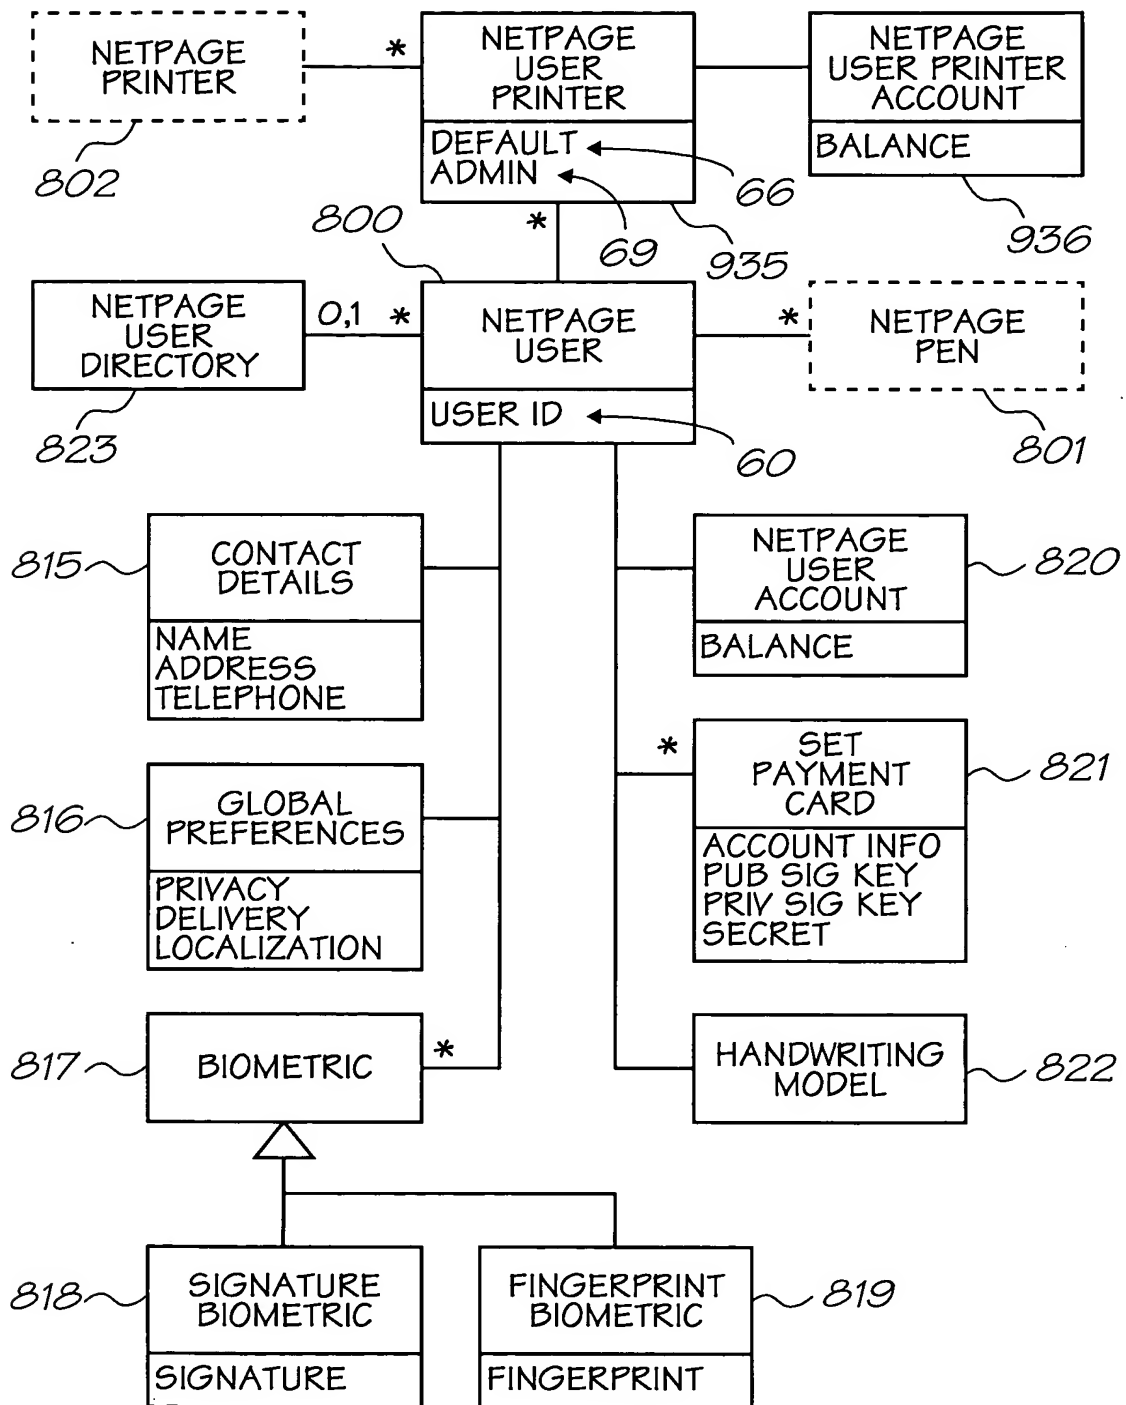 NETPAGE
PRINTER
802
*
NETPAGE
USER
PRINTER
DEFAULT
ADMIN
66
69
935
NETPAGE
USER PRINTER
ACCOUNT
BALANCE
936
*
800
NETPAGE
USER
DIRECTORY
823
0,1 *
NETPAGE
USER
USER ID
60
*
NETPAGE
PEN
801
815
CONTACT
DETAILS
NAME
ADDRESS
TELEPHONE
NETPAGE
USER
ACCOUNT
BALANCE
820
816
GLOBAL
PREFERENCES
PRIVACY
DELIVERY
LOCALIZATION
*
SET
PAYMENT
CARD
ACCOUNT INFO
PUB SIG KEY
PRIV SIG KEY
SECRET
821
817
BIOMETRIC
*
HANDWRITING
MODEL
822
818
SIGNATURE
BIOMETRIC
SIGNATURE
FINGERPRINT
BIOMETRIC
FINGERPRINT
819